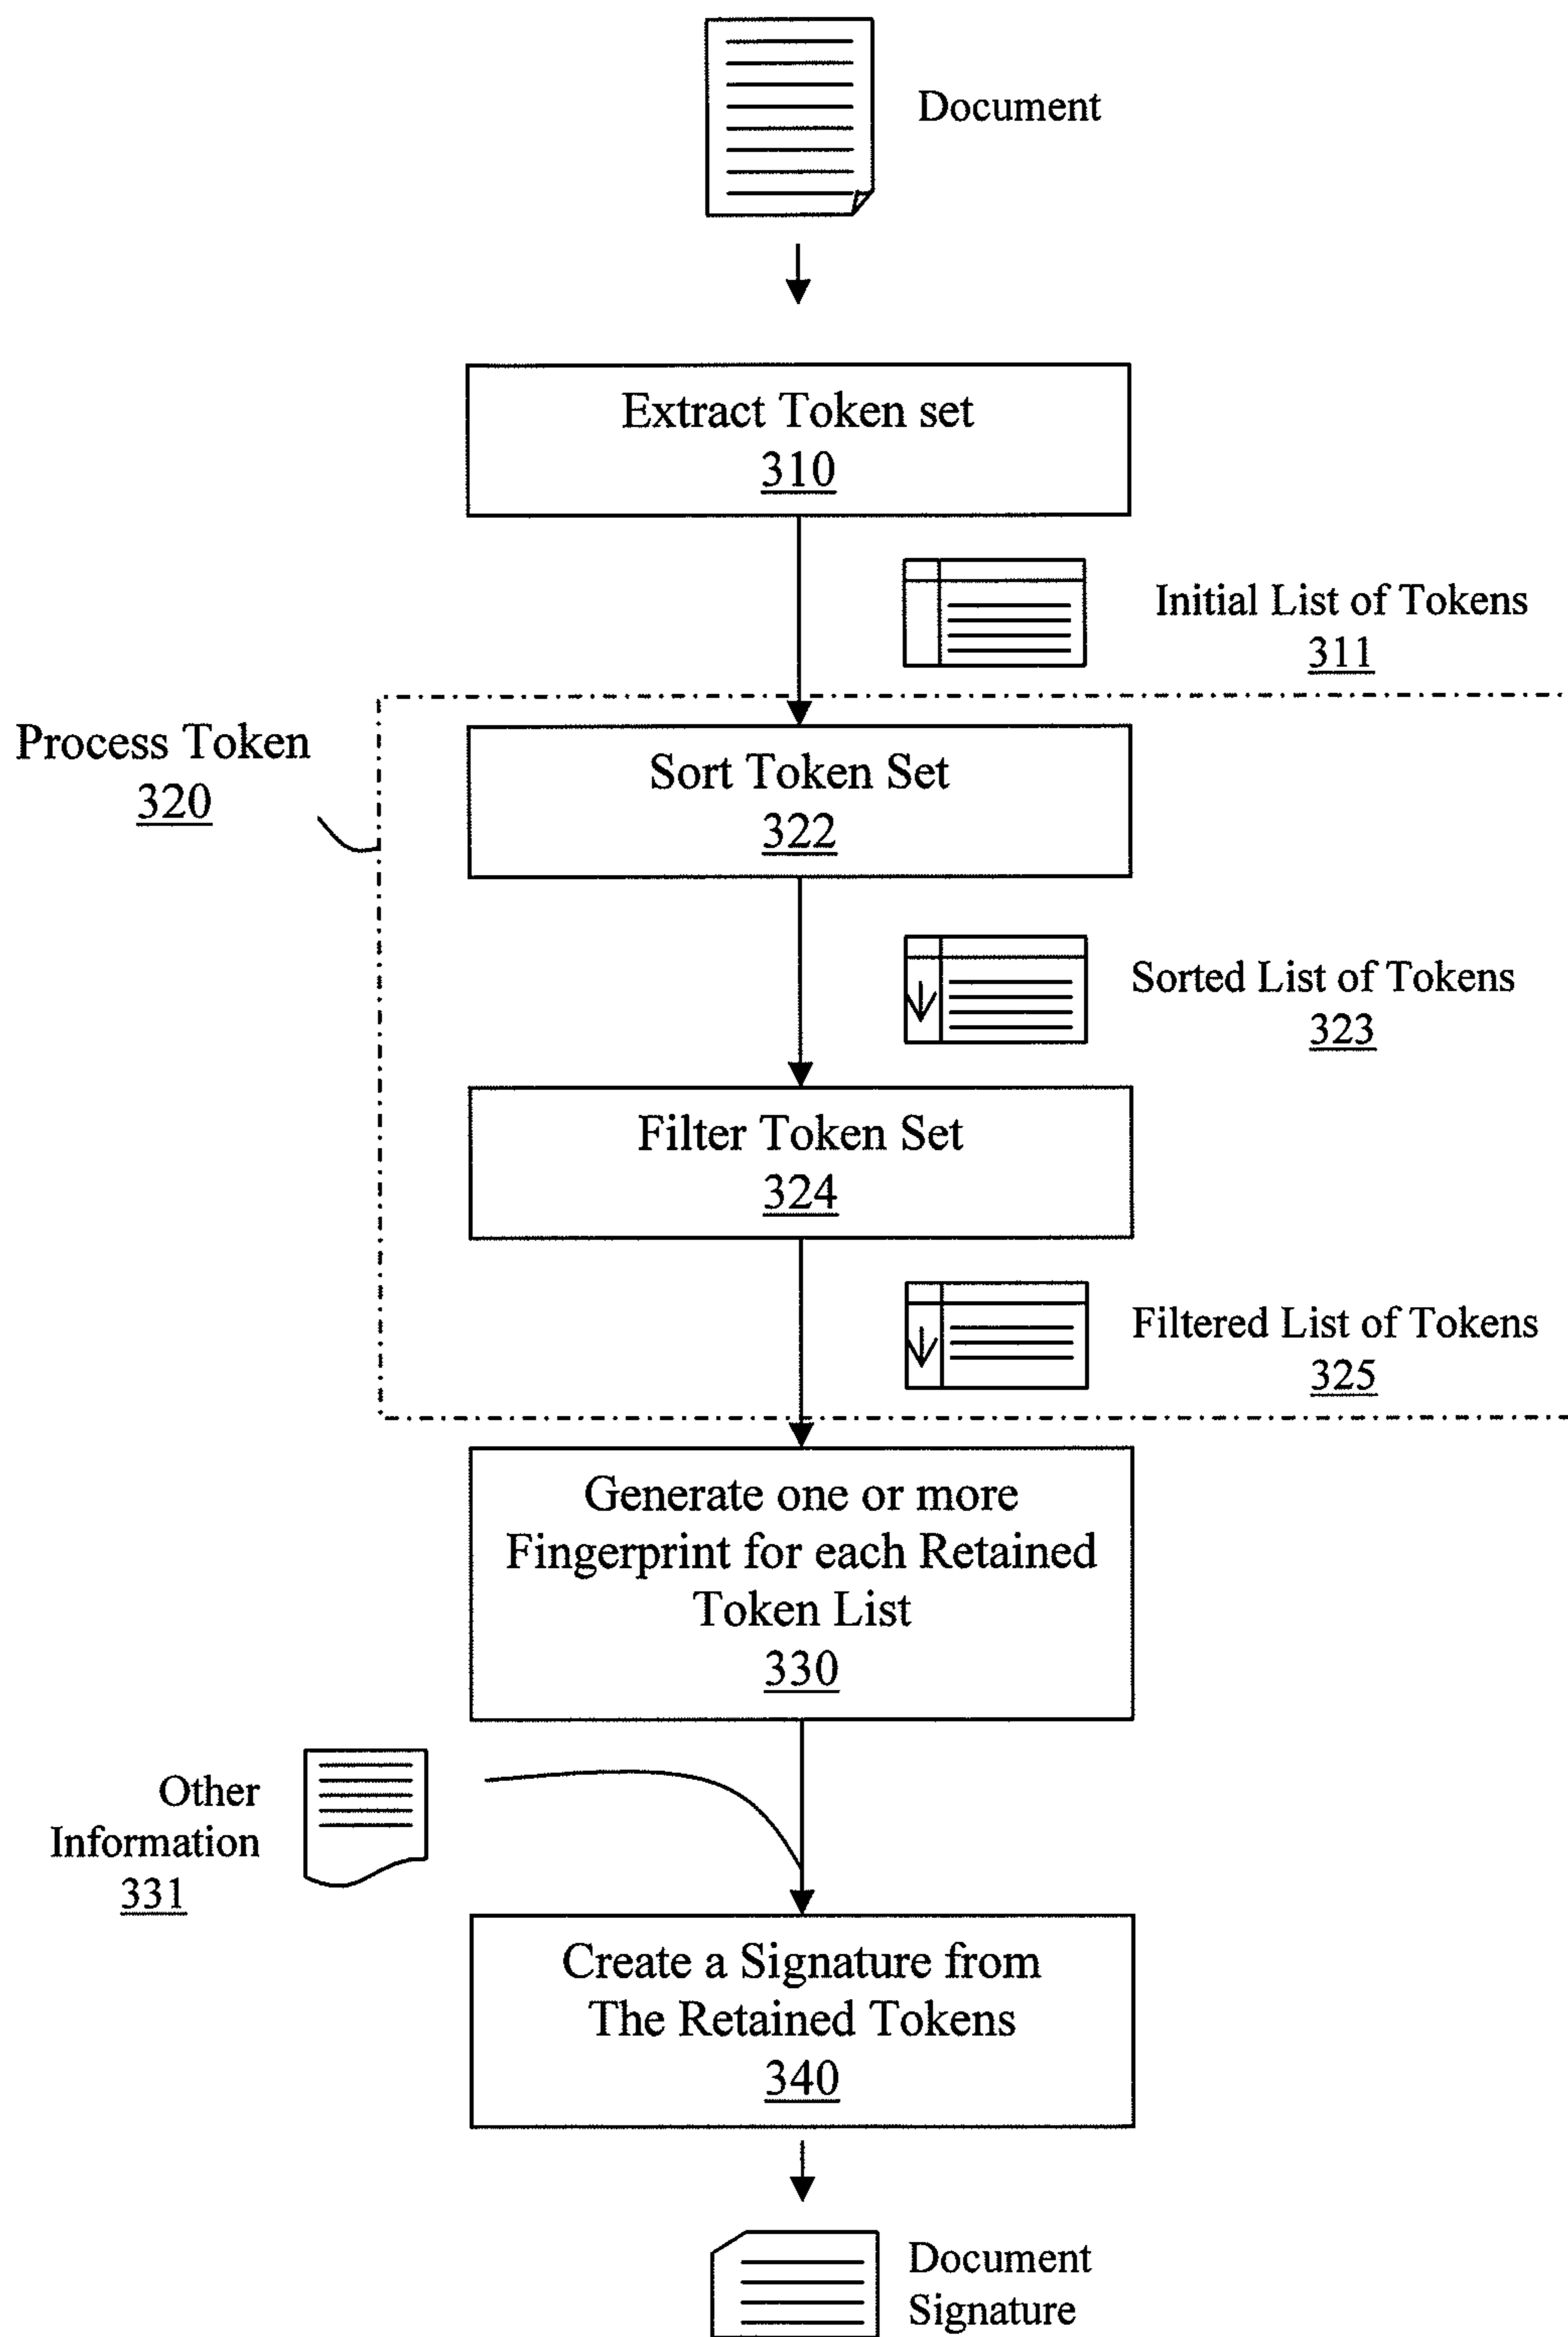 Document
Extract Token set
310
Initial List of Tokens
311
Process Token
320
Sort Token Set
322
Sorted List of Tokens
323
Filter Token Set
324
Filtered List of Tokens
325
Generate one or more
Fingerprint for each Retained
Token List
330
Other
Information
331
Create a Signature from
The Retained Tokens
340
Document
Signature